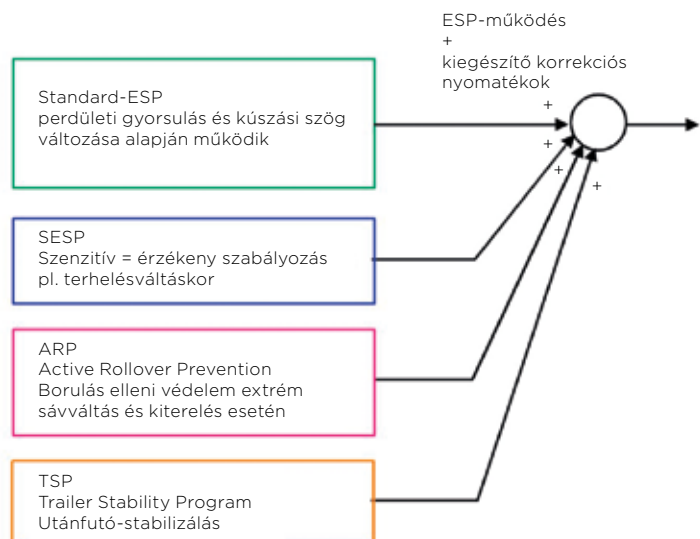 ESP-működés
+
kiegészítő korrekciós
nyomatékok
Standard-ESP
perdületi gyorsulás és kúszási szög
változása alapján működik
+
+
+
+
SESP
Szenzitív = érzékeny szabályozás
pl. terhelésváltáskor
ARP
Active Rollover Prevention
Borulás elleni védelem extrém
sávváltás és kiterelés esetén
TSP
Trailer Stability Program
Utánfutó-stabilizálás